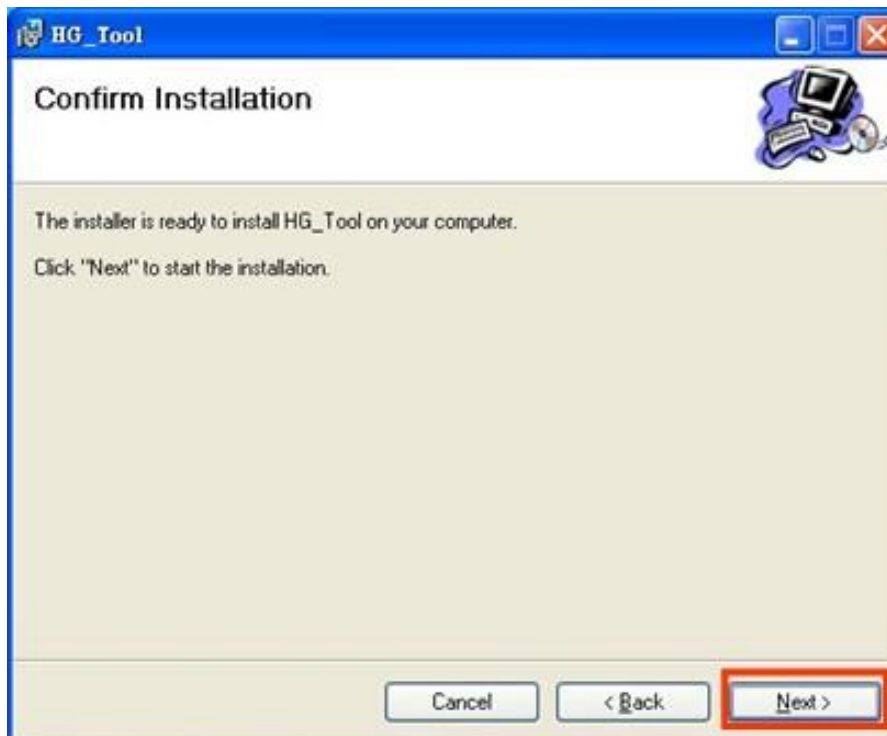 HG_Tool
Confirm Installation
The installer is ready to install HG_Tool on your computer.
Click "Next" to start the installation.
Cancel
< Back
Next >